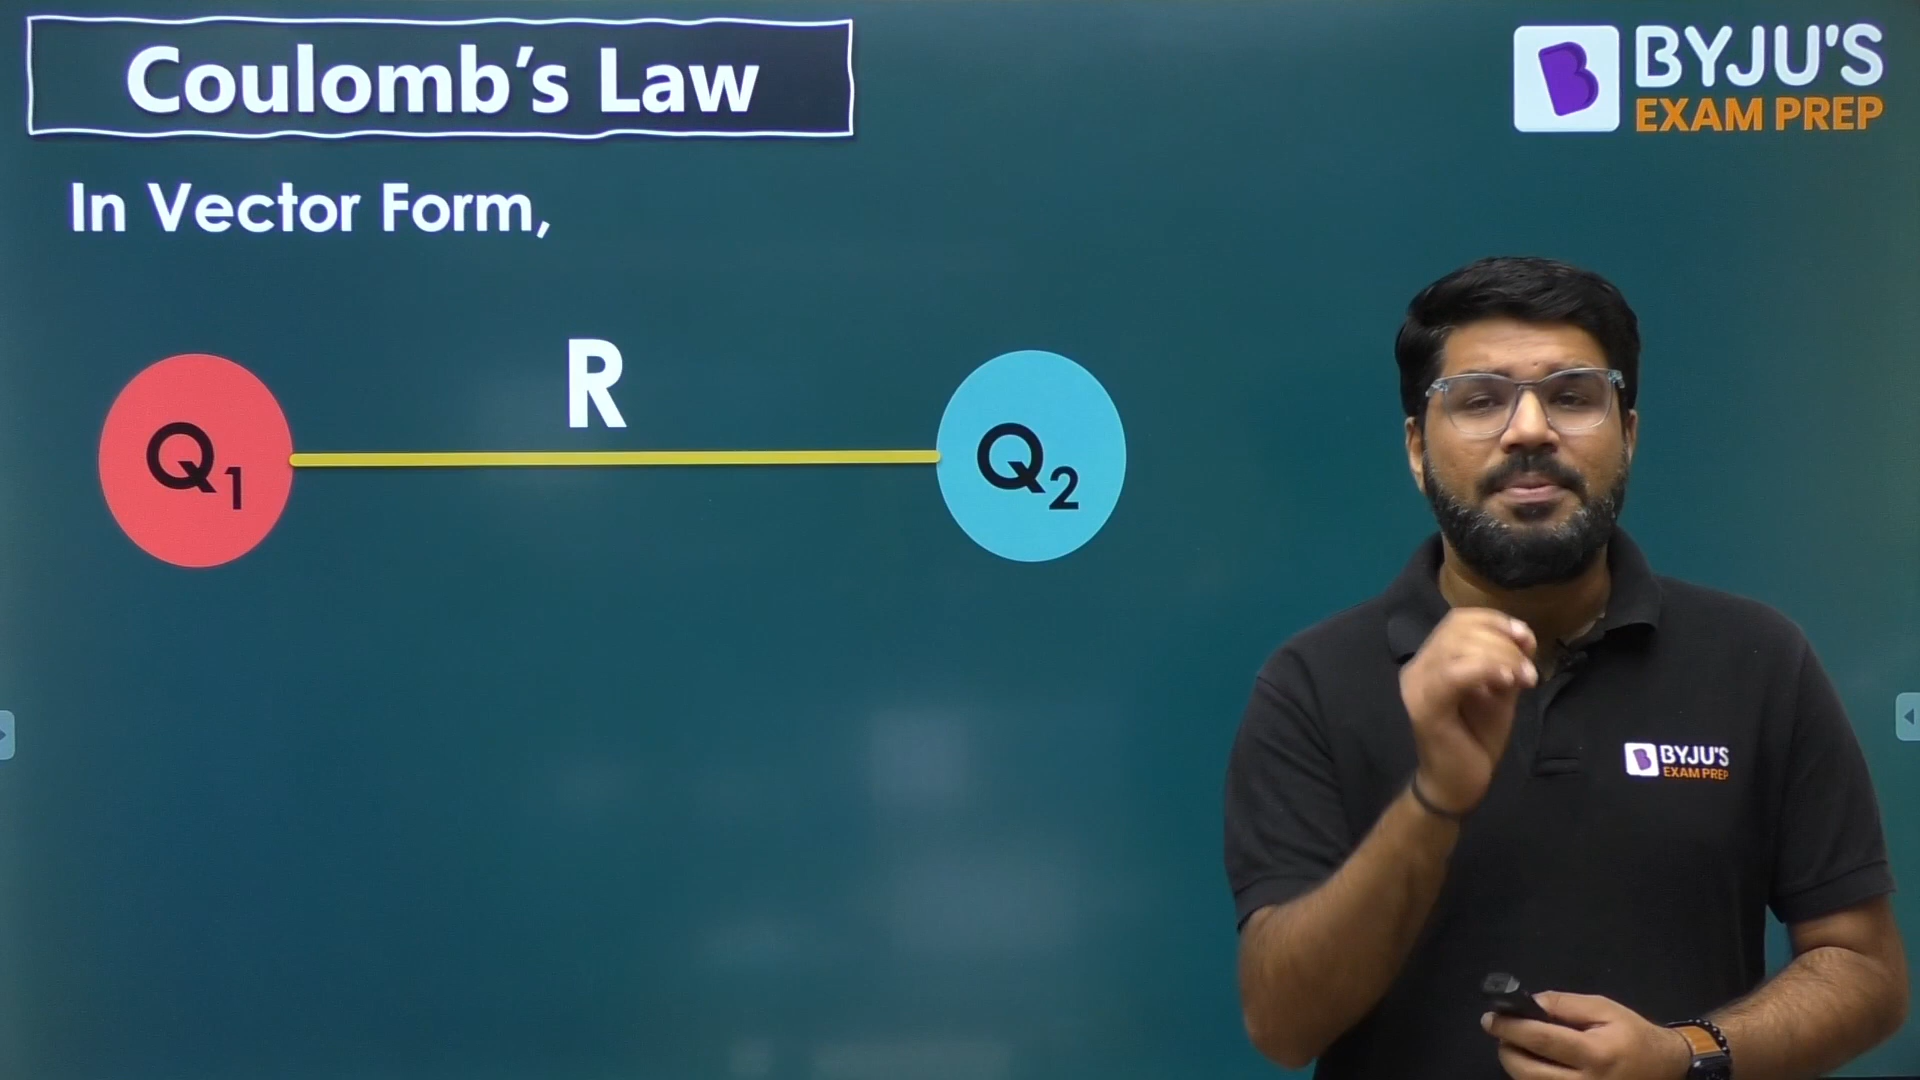 Coulomb's Law
BYJU'S
EXAM PREP
In Vector Form,
R
Q₁
Q₂
BYJU'S
EXAM PREP